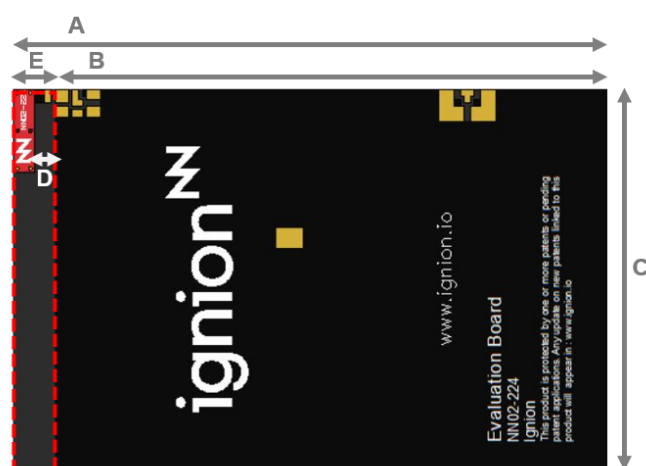 A
E
B
NN02-22
D
C
ignion
www.ignion.io
Evaluation Board
NN02-224
Ignion
This product is protected by one or more patents or pending
patent applications. Any update on new patents linked to this
product will appear in : www.ignion.io